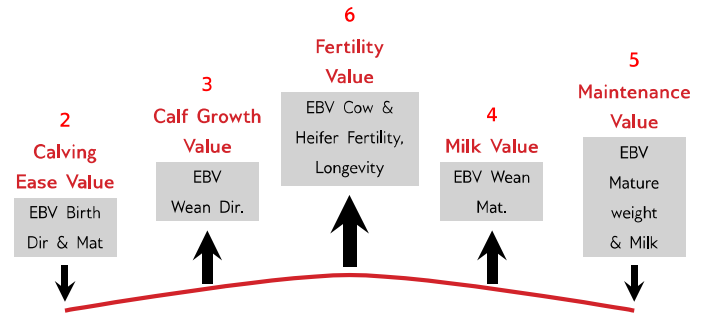 2
Calving
Ease Value
EBV Birth
Dir & Mat
3
Calf Growth
Value
EBV
Wean Dir.
6
Fertility
Value
EBV Cow &
Heifer Fertility,
Longevity
4
Milk Value
EBV Wean
Mat.
5
Maintenance
Value
EBV
Mature
weight
& Milk